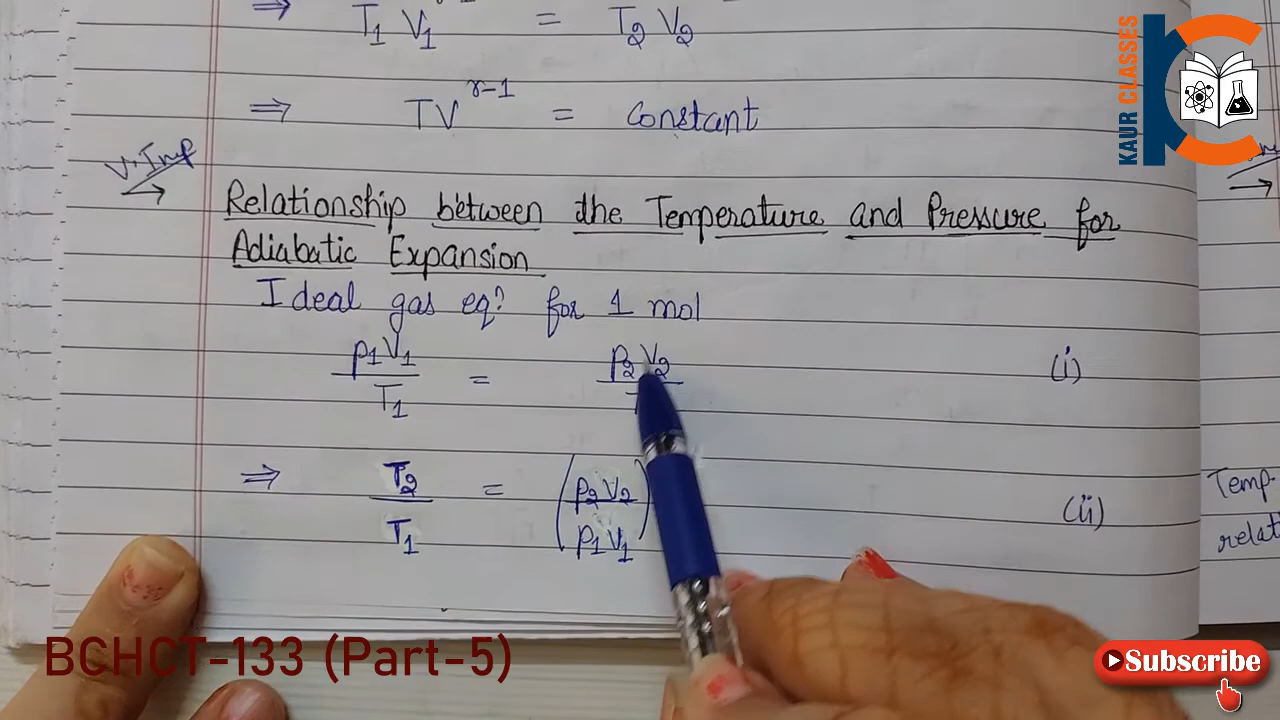 ⇒ T₁ V₁ = T₂ V₂
⇒ TV^(γ-1) = Constant
V. Imp
→ Relationship between the Temperature and Pressure for
Adiabatic Expansion
Ideal gas eqⁿ for 1 mol
p₁V₁ / T₁ = p₂V₂ / T (i)
⇒ T₂ / T₁ = (p₂V₂ / p₁V₁) (ii)
Temp-
relat
KAUR CLASSES
BCHCT-133 (Part-5)
Subscribe